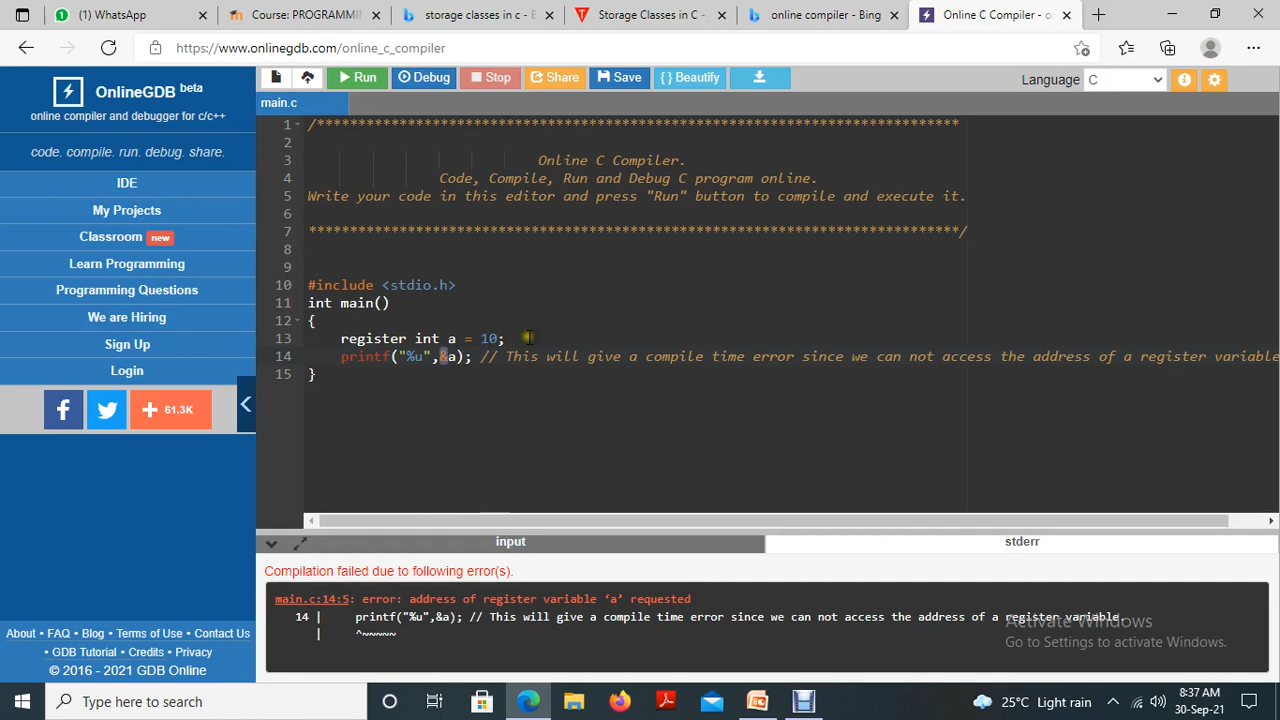 (1) WhatsApp
Course: PROGRAMMIN
storage classes in c - B
Storage Classes in C -
online compiler - Bing
Online C Compiler - o
https://www.onlinegdb.com/online_c_compiler
OnlineGDB beta
online compiler and debugger for c/c++
code. compile. run. debug. share.
IDE
My Projects
Classroom new
Learn Programming
Programming Questions
We are Hiring
Sign Up
Login
61.3K
About • FAQ • Blog • Terms of Use • Contact Us
• GDB Tutorial • Credits • Privacy
© 2016 - 2021 GDB Online
Run Debug Stop Share Save { } Beautify
Language C
main.c
1 /******************************************************************************
2
3 Online C Compiler.
4 Code, Compile, Run and Debug C program online.
5 Write your code in this editor and press "Run" button to compile and execute it.
6
7 *******************************************************************************/
8
9
10 #include <stdio.h>
11 int main()
12 {
13 register int a = 10;
14 printf("%u",&a); // This will give a compile time error since we can not access the address of a register variable
15 }
input
stderr
Compilation failed due to following error(s).
main.c:14:5: error: address of register variable ‘a’ requested
14 | printf("%u",&a); // This will give a compile time error since we can not access the address of a register variable.
| ^~~~~~
Activate Windows
Go to Settings to activate Windows.
Type here to search
25°C Light rain
8:37 AM
30-Sep-21